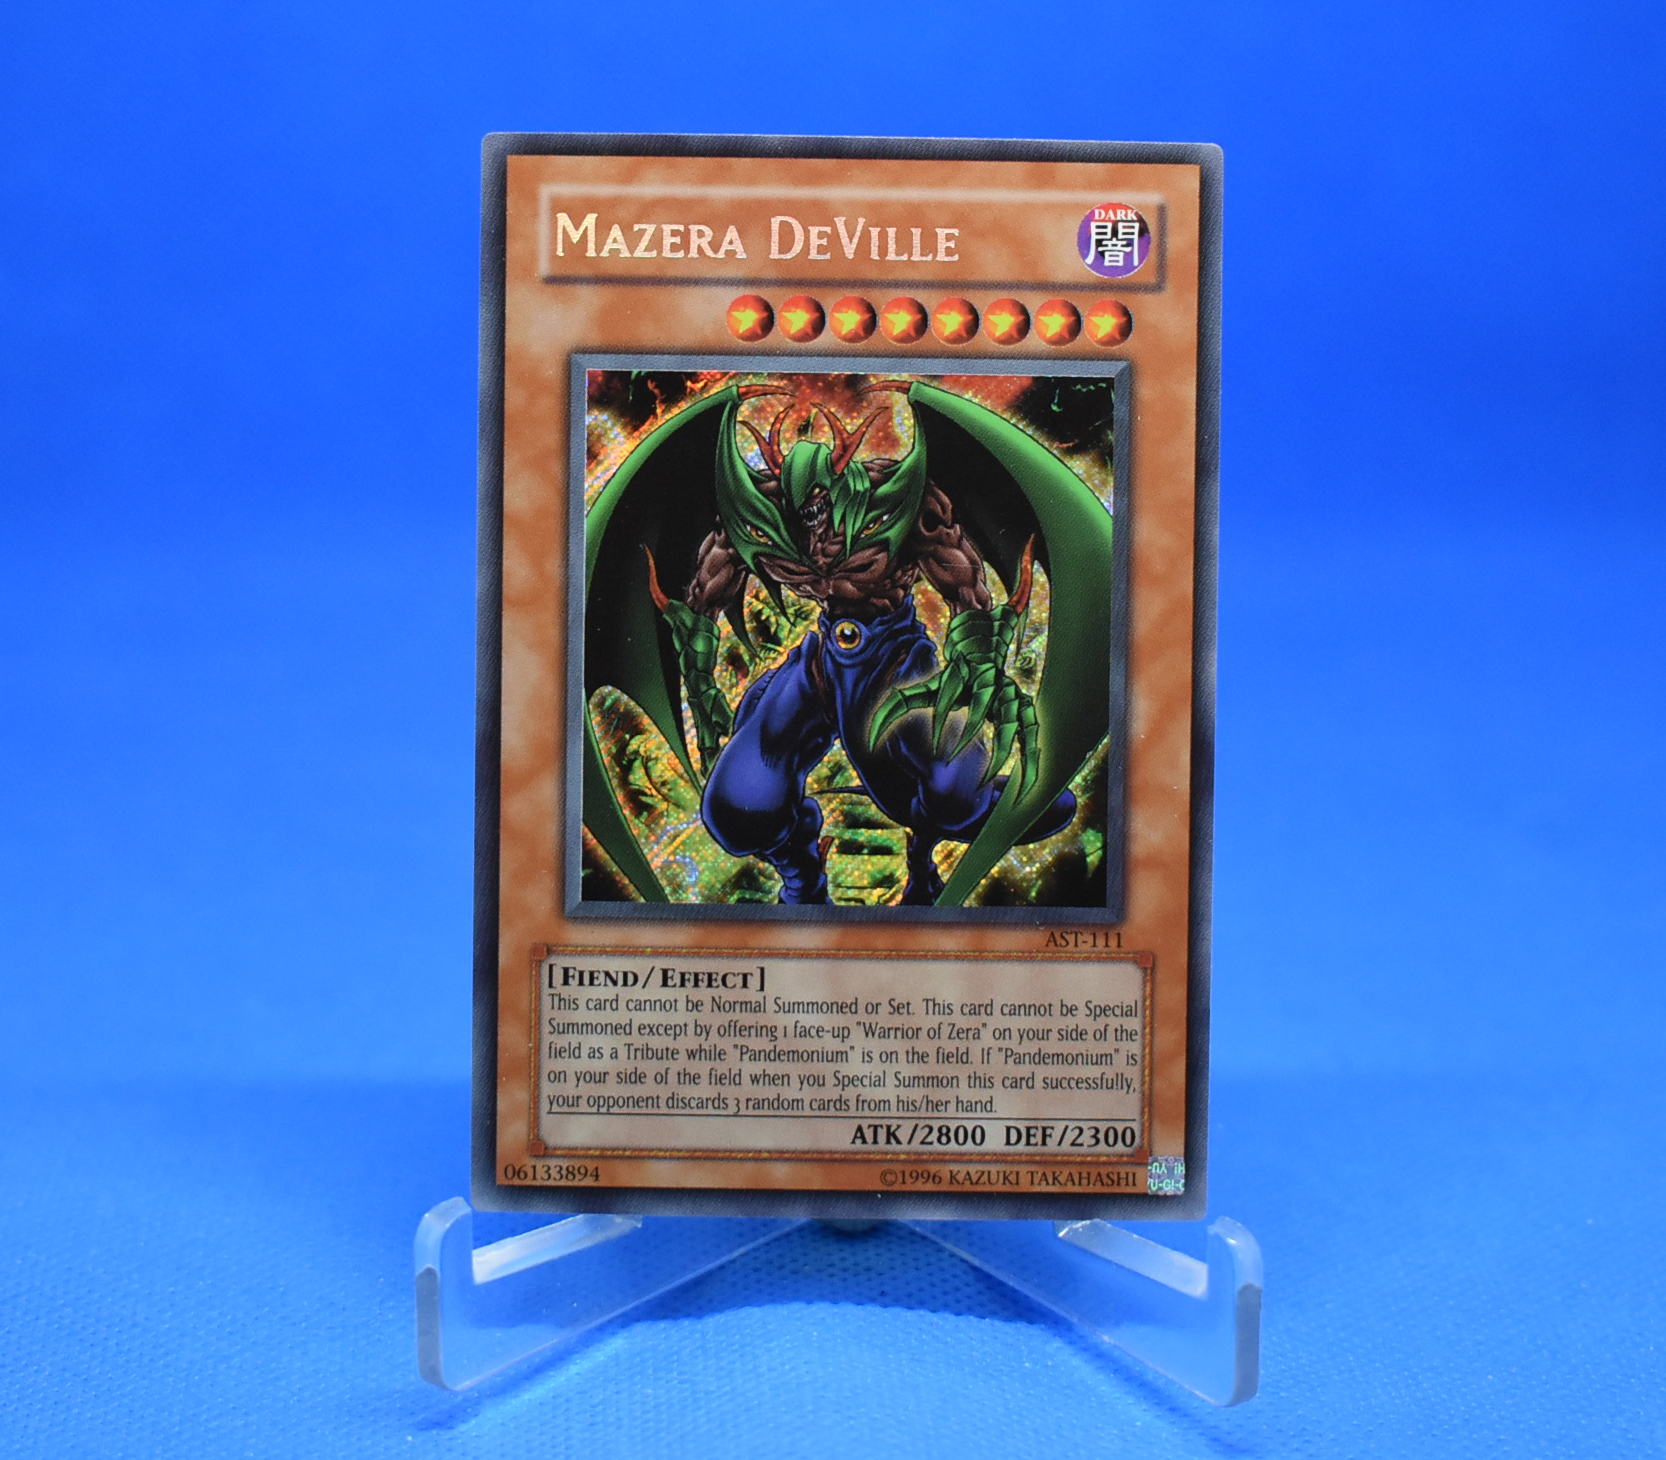 MAZERA DEVILLE
DARK
闇
AST-111
[FIEND/EFFECT]
This card cannot be Normal Summoned or Set. This card cannot be Special
Summoned except by offering 1 face-up "Warrior of Zera" on your side of the
field as a Tribute while "Pandemonium" is on the field. If "Pandemonium" is
on your side of the field when you Special Summon this card successfully,
your opponent discards 3 random cards from his/her hand.
ATK/2800 DEF/2300
06133894
©1996 KAZUKI TAKAHASHI